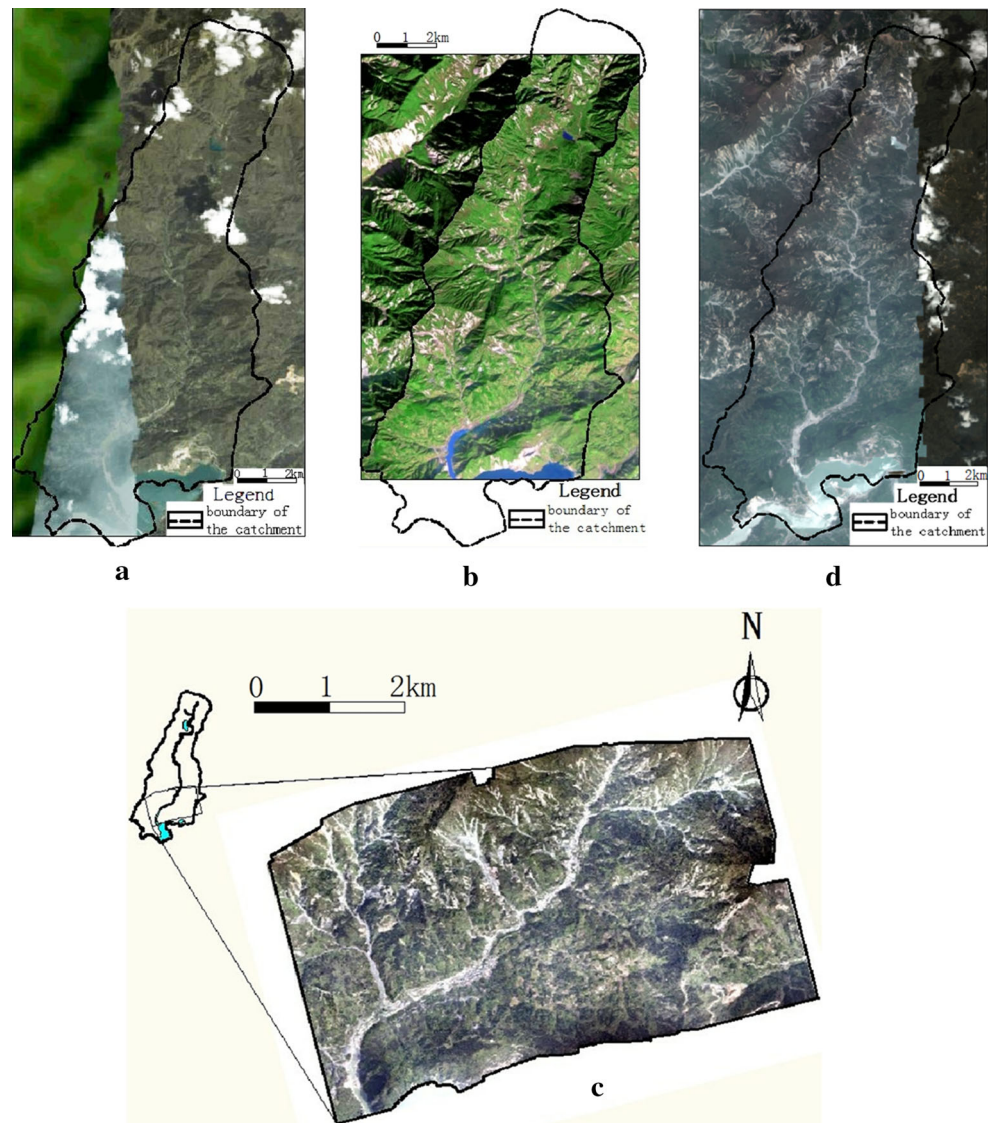 0 1 2km
Legend
boundary of
the catchment
a
0 1 2km
Legend
boundary of
the catchment
b
0 1 2km
Legend
boundary of
the catchment
d
0 1 2km
N
c